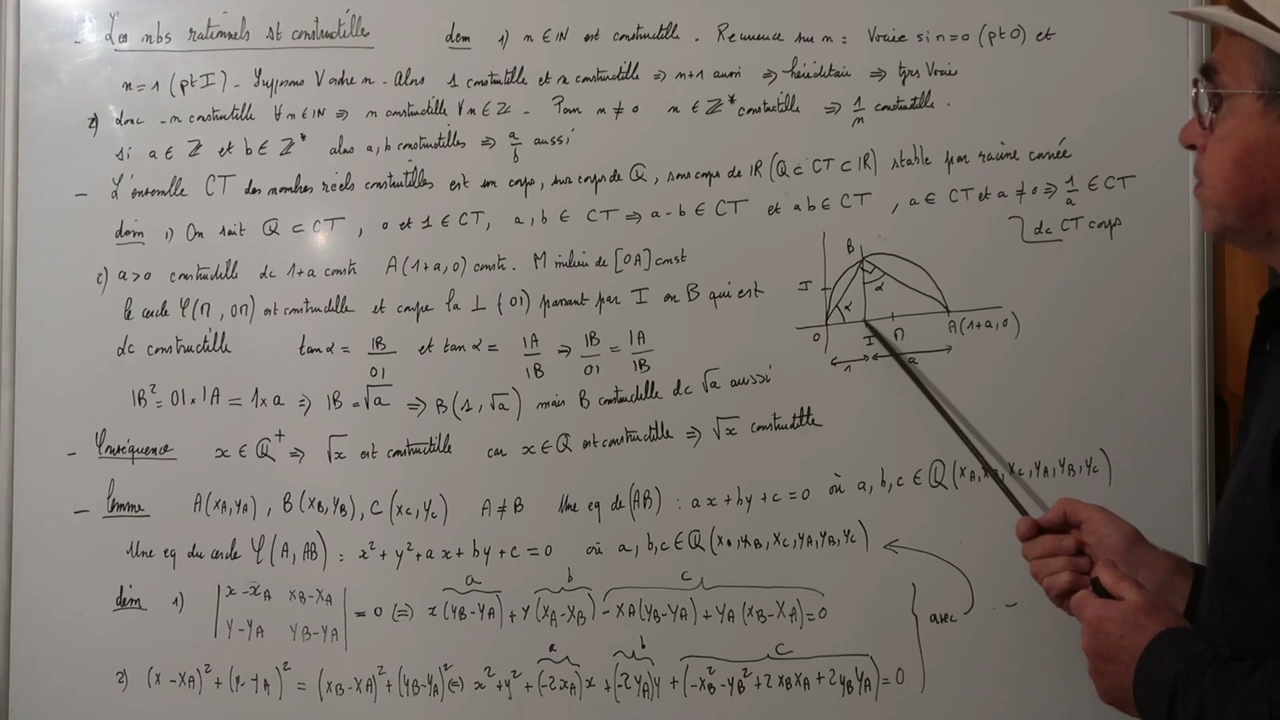 - Les nbs rationnels st constructible dem 1) n ∈ IN est constructible. Recurence sur n = Vraie si n=0 (pt O) et
n=1 (pt I). Supposons V ordre n. Alors 1 constructible et n constructible ⇒ n+1 aussi ⇒ héréditaire ⇒ tjrs Vraie
2) donc -n constructible ∀n∈IN ⇒ n constructible ∀n∈Z. Pour n≠0 n∈Z* constructible ⇒ 1/n constructible.
si a∈Z et b∈Z* alors a, b constructibles ⇒ a/b aussi
- L'ensemble CT des nombres réels constructibles est un corps, sur corps de Q, sous corps de IR (Q⊂CT⊂IR) stable par racine carrée
dem 1) On sait Q⊂CT, 0 et 1∈CT, a,b∈CT ⇒ a-b∈CT et ab∈CT, a∈CT et a≠0 ⇒ 1/a ∈CT
dc CT corps
2) a>0 constructible dc 1+a constr A(1+a,0) constr. M milieu de [OA] const
le cercle φ(M, OM) est constructible et coupe la ⊥ (OI) passant par I en B qui est
dc constructible tan α = IB/OI et tan α = IA/IB ⇒ IB/OI = IA/IB
IB² = OI×IA = 1×a ⇒ IB=√a ⇒ B(1,√a) mais B constructible dc √a aussi
B
J
α α
O I M A(1+a,0)
1 a
- Conséquence x∈Q⁺ ⇒ √x est constructible car x∈Q est constructible ⇒ √x constructible
- Lemme A(xA,yA), B(xB,yB), C(xC,yC) A≠B Une eq de (AB) : ax+by+c=0 où a,b,c∈Q(xA,xB,xC,yA,yB,yC)
Une eq du cercle φ(A,AB) : x²+y²+ax+by+c=0 où a,b,c∈Q(xA,xB,xC,yA,yB,yC)
a b c
dém 1) |x-xA xB-xA| = 0 ⇔ x(yB-yA)+y(xA-xB)-xA(yB-yA)+yA(xB-xA)=0
|y-yA yB-yA|
avec
a b c
2) (x-xA)²+(y-yA)² = (xB-xA)²+(yB-yA)² ⇔ x²+y²+(-2xA)x+(-2yA)y+(-xB²-yB²+2xBxA+2yByA)=0